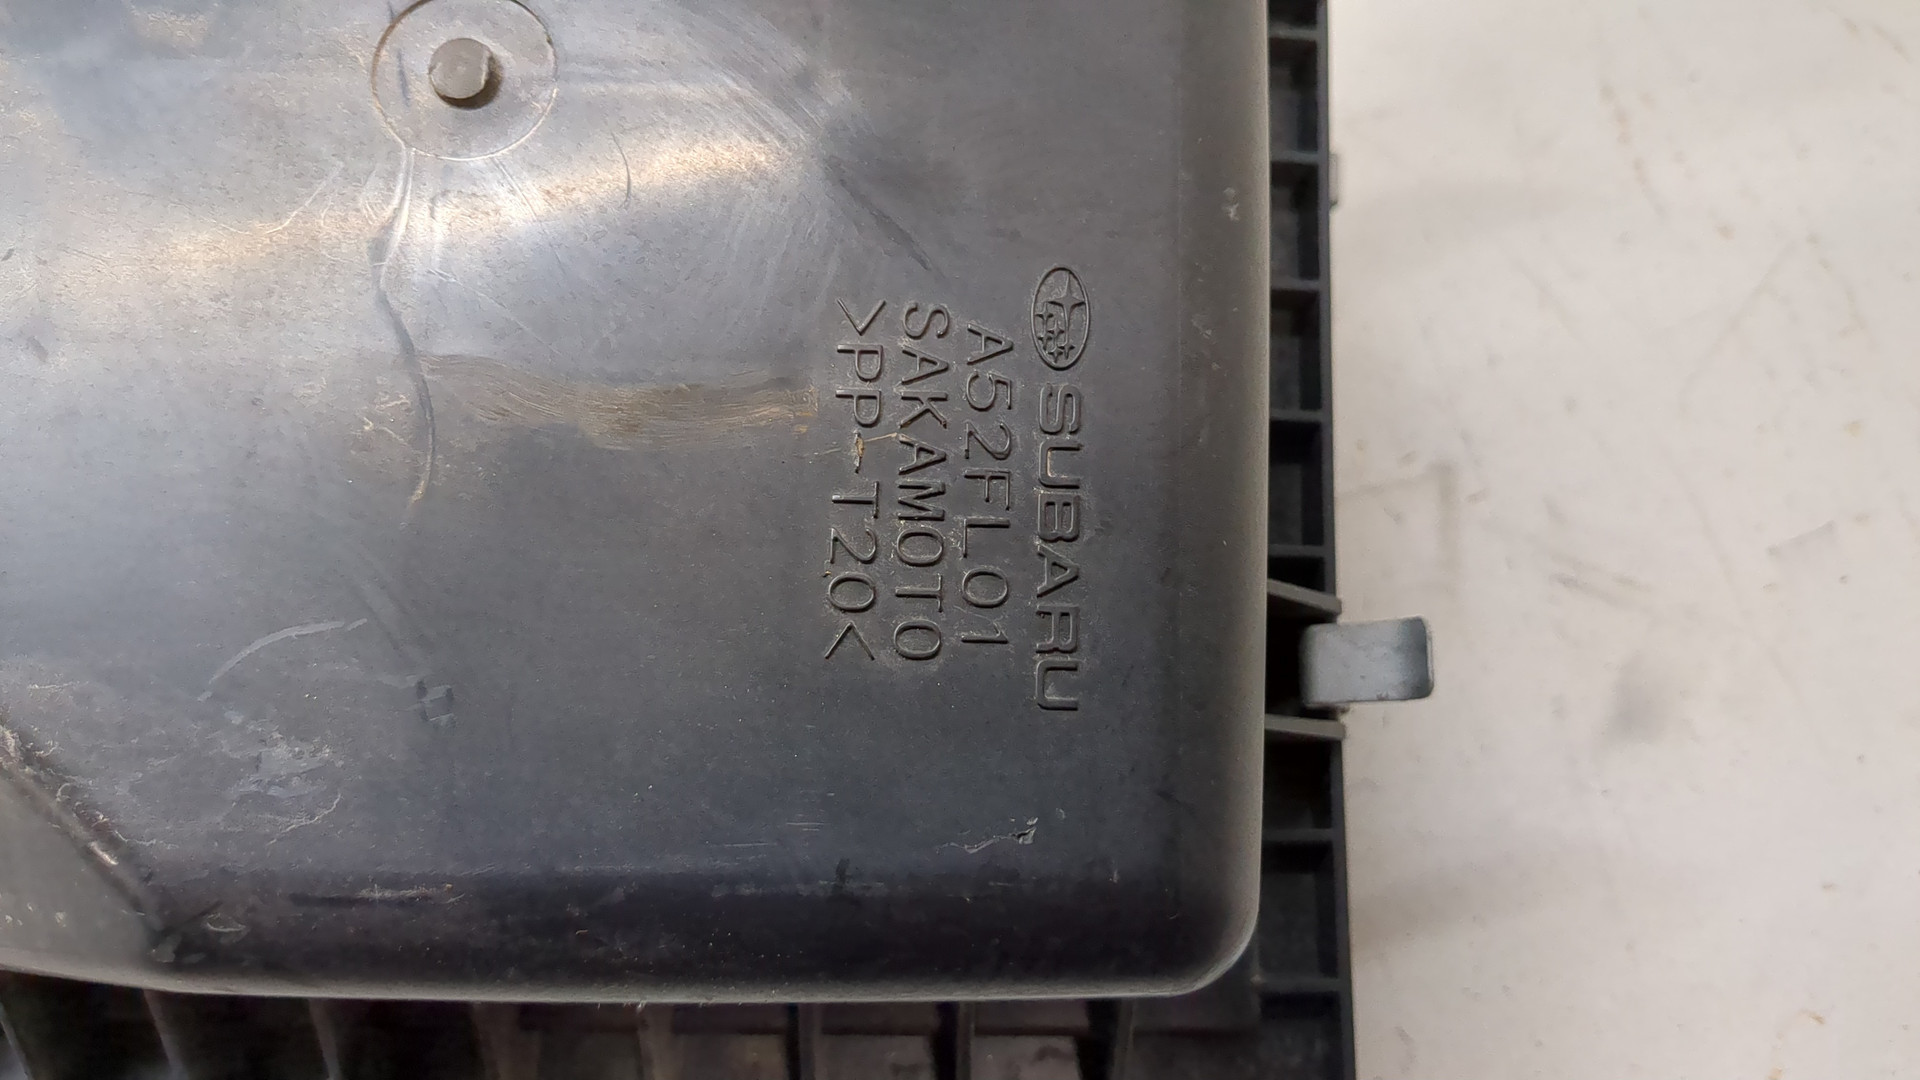 SUBARU
A52FL01
SAKAMOTO
>PP-T20<